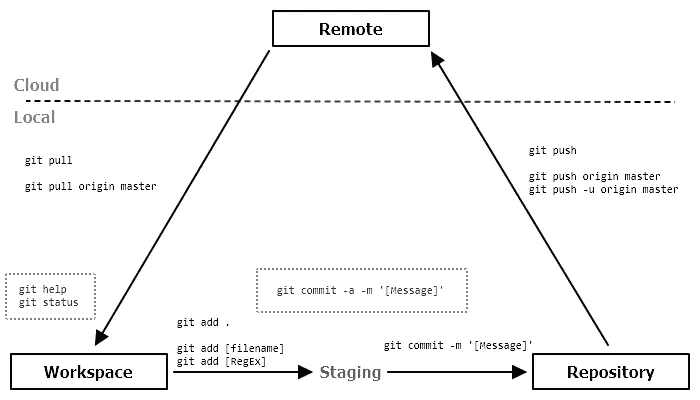 Remote
Cloud
Local
git pull
git pull origin master
git push
git push origin master
git push -u origin master
git help
git status
git commit -a -m '[Message]'
git add .
git add [filename]
git add [RegEx]
git commit -m '[Message]'
Workspace
Staging
Repository